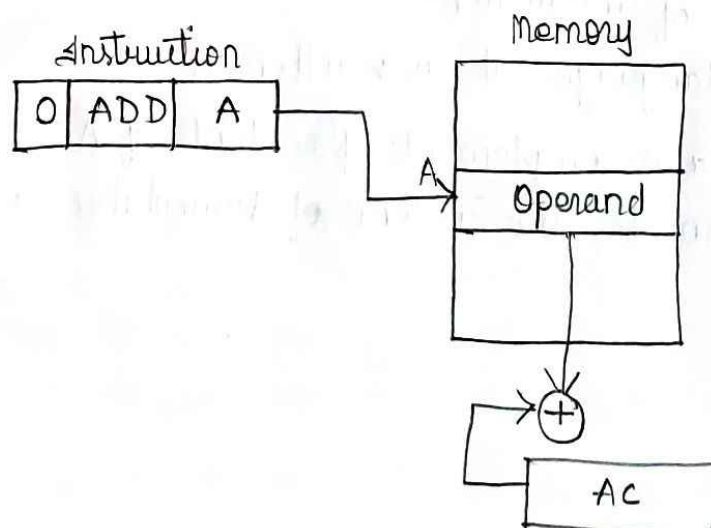 Memory
Instruction
0 ADD A
A
Operand
+
AC